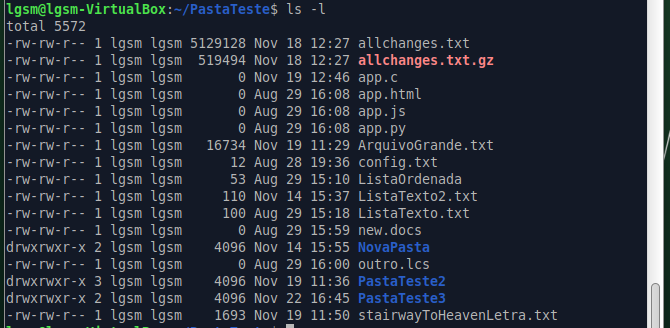 lgsm@lgsm-VirtualBox:~/PastaTeste$ ls -l
total 5572
-rw-rw-r-- 1 lgsm lgsm 5129128 Nov 18 12:27 allchanges.txt
-rw-rw-r-- 1 lgsm lgsm  519494 Nov 18 12:27 allchanges.txt.gz
-rw-rw-r-- 1 lgsm lgsm       0 Nov 19 12:46 app.c
-rw-rw-r-- 1 lgsm lgsm       0 Aug 29 16:08 app.html
-rw-rw-r-- 1 lgsm lgsm       0 Aug 29 16:08 app.js
-rw-rw-r-- 1 lgsm lgsm       0 Aug 29 16:08 app.py
-rw-rw-r-- 1 lgsm lgsm   16734 Nov 19 11:29 ArquivoGrande.txt
-rw-rw-r-- 1 lgsm lgsm      12 Aug 28 19:36 config.txt
-rw-rw-r-- 1 lgsm lgsm      53 Aug 29 15:10 ListaOrdenada
-rw-rw-r-- 1 lgsm lgsm     110 Nov 14 15:37 ListaTexto2.txt
-rw-rw-r-- 1 lgsm lgsm     100 Aug 29 15:18 ListaTexto.txt
-rw-rw-r-- 1 lgsm lgsm       0 Aug 29 15:59 new.docs
drwxrwxr-x 2 lgsm lgsm    4096 Nov 14 15:55 NovaPasta
-rw-rw-r-- 1 lgsm lgsm       0 Aug 29 16:00 outro.lcs
drwxrwxr-x 3 lgsm lgsm    4096 Nov 19 11:36 PastaTeste2
drwxrwxr-x 2 lgsm lgsm    4096 Nov 22 16:45 PastaTeste3
-rw-rw-r-- 1 lgsm lgsm    1693 Nov 19 11:50 stairwayToHeavenLetra.txt
lgsm@lgsm-VirtualBox:~/PastaTeste$